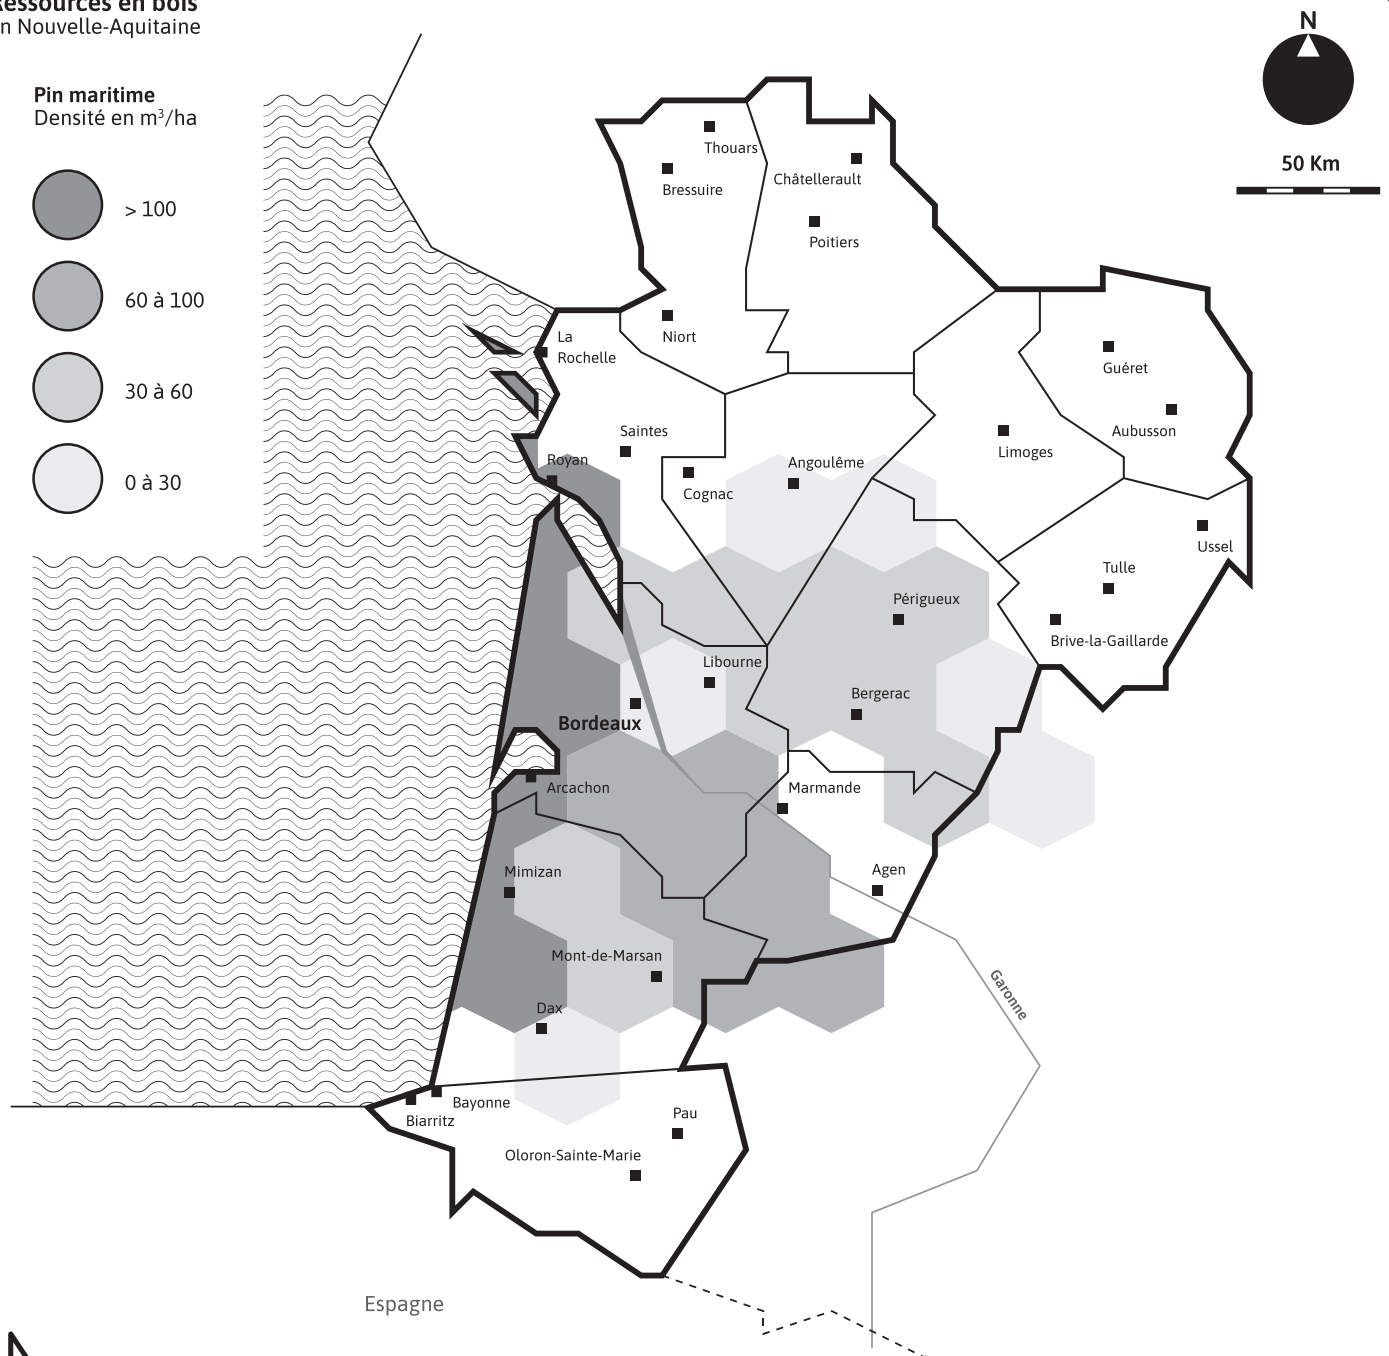 Ressources en bois
n Nouvelle-Aquitaine
N
50 Km
Pin maritime
Densité en m³/ha
> 100
60 à 100
30 à 60
0 à 30
Thouars
Bressuire
Châtellerault
Poitiers
Niort
La
Rochelle
Guéret
Aubusson
Saintes
Limoges
Royan
Angoulême
Cognac
Ussel
Tulle
Périgueux
Brive-la-Gaillarde
Libourne
Bergerac
Bordeaux
Arcachon
Marmande
Mimizan
Agen
Mont-de-Marsan
Garonne
Dax
Bayonne
Biarritz
Pau
Oloron-Sainte-Marie
Espagne